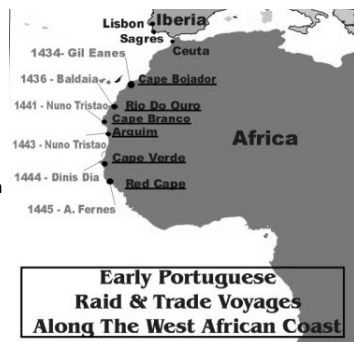 Iberia
Lisbon
Sagres
Ceuta
1434- Gil Eanes
Cape Bojador
1436 - Baldaia
Rio Do Ouro
1441 - Nuno Tristao
Cape Branco
Arquim
Africa
1443 - Nuno Tristao
Cape Verde
1444 - Dinis Dia
Red Cape
1445 - A. Fernes
Early Portuguese
Raid & Trade Voyages
Along The West African Coast